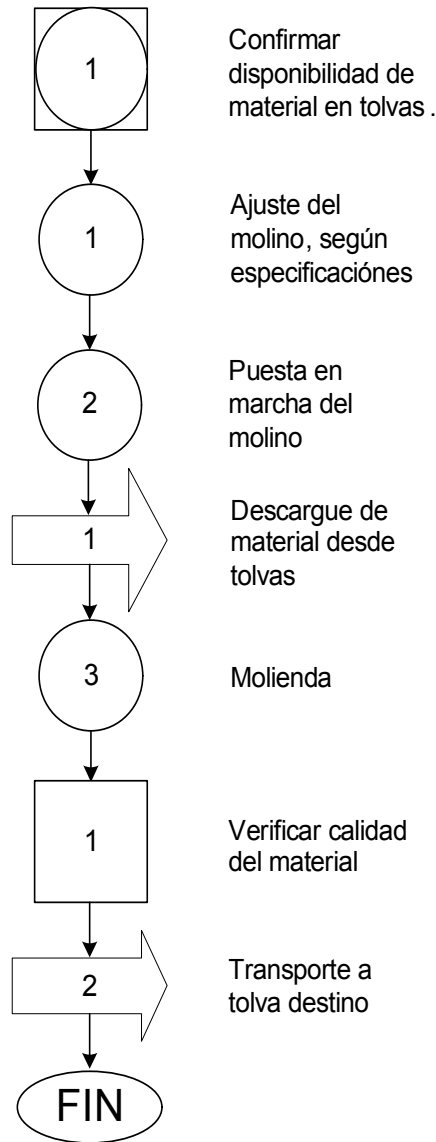 1
Confirmar
disponibilidad de
material en tolvas .
1
Ajuste del
molino, según
especificaciónes
2
Puesta en
marcha del
molino
1
Descargue de
material desde
tolvas
3
Molienda
1
Verificar calidad
del material
2
Transporte a
tolva destino
FIN